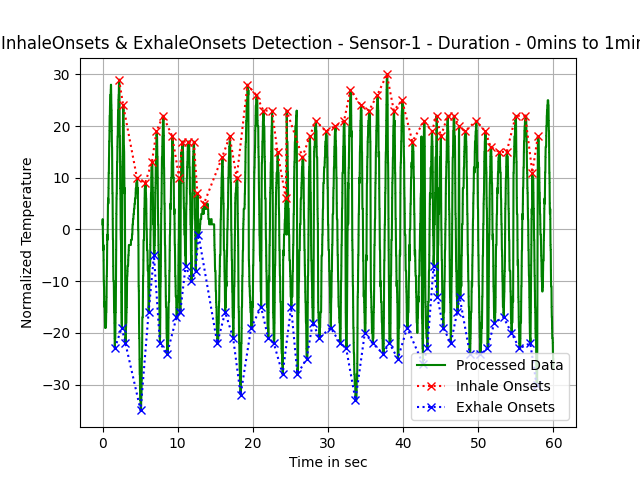 InhaleOnsets & ExhaleOnsets Detection - Sensor-1 - Duration - 0mins to 1min
Normalized Temperature
30
20
10
0
−10
−20
−30
0
10
20
30
40
50
60
Time in sec
Processed Data
Inhale Onsets
Exhale Onsets